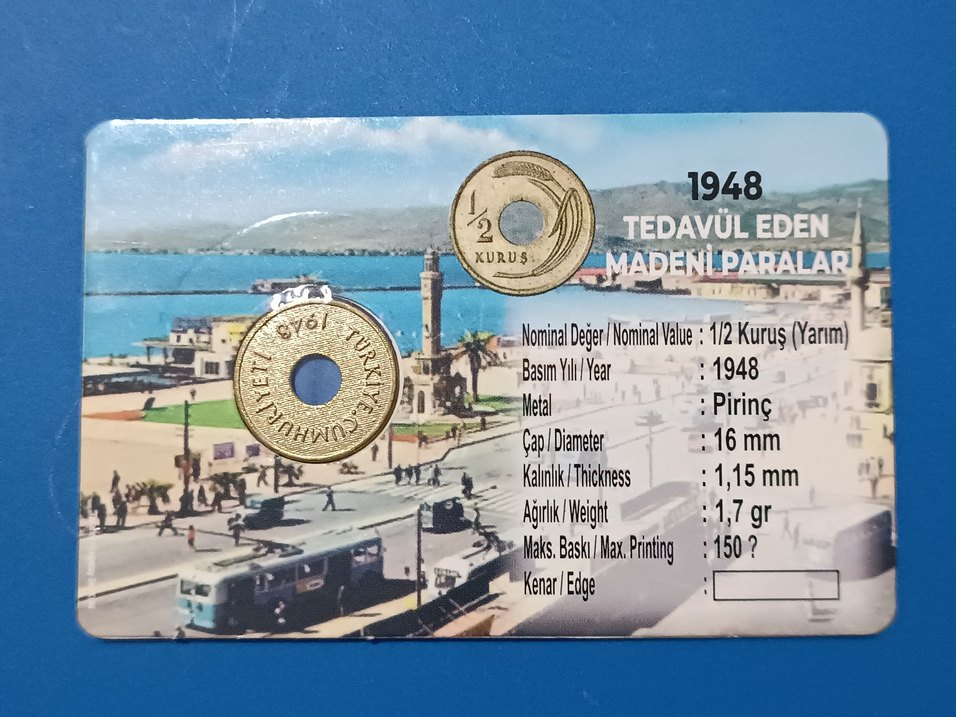 1948
TEDAVÜL EDEN
MADENİ PARALAR
1/2
KURUŞ
TÜRKİYE CUMHURİYETİ 1948
Nominal Değer / Nominal Value : 1/2 Kuruş (Yarım)
Basım Yılı / Year : 1948
Metal : Pirinç
Çap / Diameter : 16 mm
Kalınlık / Thickness : 1,15 mm
Ağırlık / Weight : 1,7 gr
Maks. Baskı / Max. Printing : 150 ?
Kenar / Edge :